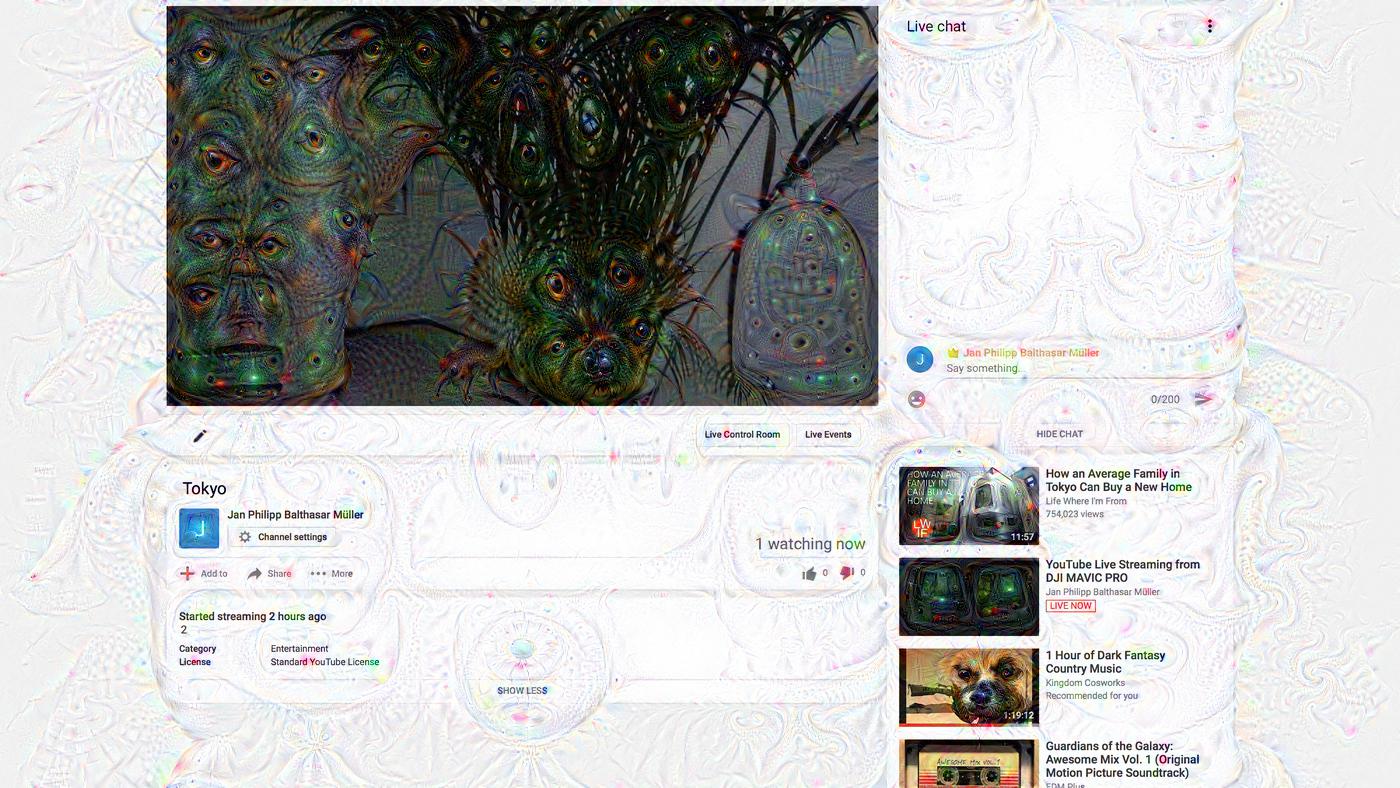 Live chat
J
Jan Philipp Balthasar Müller
Say something...
0/200
HIDE CHAT
Live Control Room
Live Events
Tokyo
J
Jan Philipp Balthasar Müller
Channel settings
1 watching now
Add to
Share
More
0
0
Started streaming 2 hours ago
2
Category
Entertainment
License
Standard YouTube License
SHOW LESS
HOW AN AVER
FAMILY IN
CAN BUY A
HOME
LW
IF
11:57
How an Average Family in
Tokyo Can Buy a New Home
Life Where I'm From
754,023 views
YouTube Live Streaming from
DJI MAVIC PRO
Jan Philipp Balthasar Müller
LIVE NOW
1:19:12
1 Hour of Dark Fantasy
Country Music
Kingdom Cosworks
Recommended for you
AWESOME MIX VOL. 1
Guardians of the Galaxy:
Awesome Mix Vol. 1 (Original
Motion Picture Soundtrack)
EDM Plus